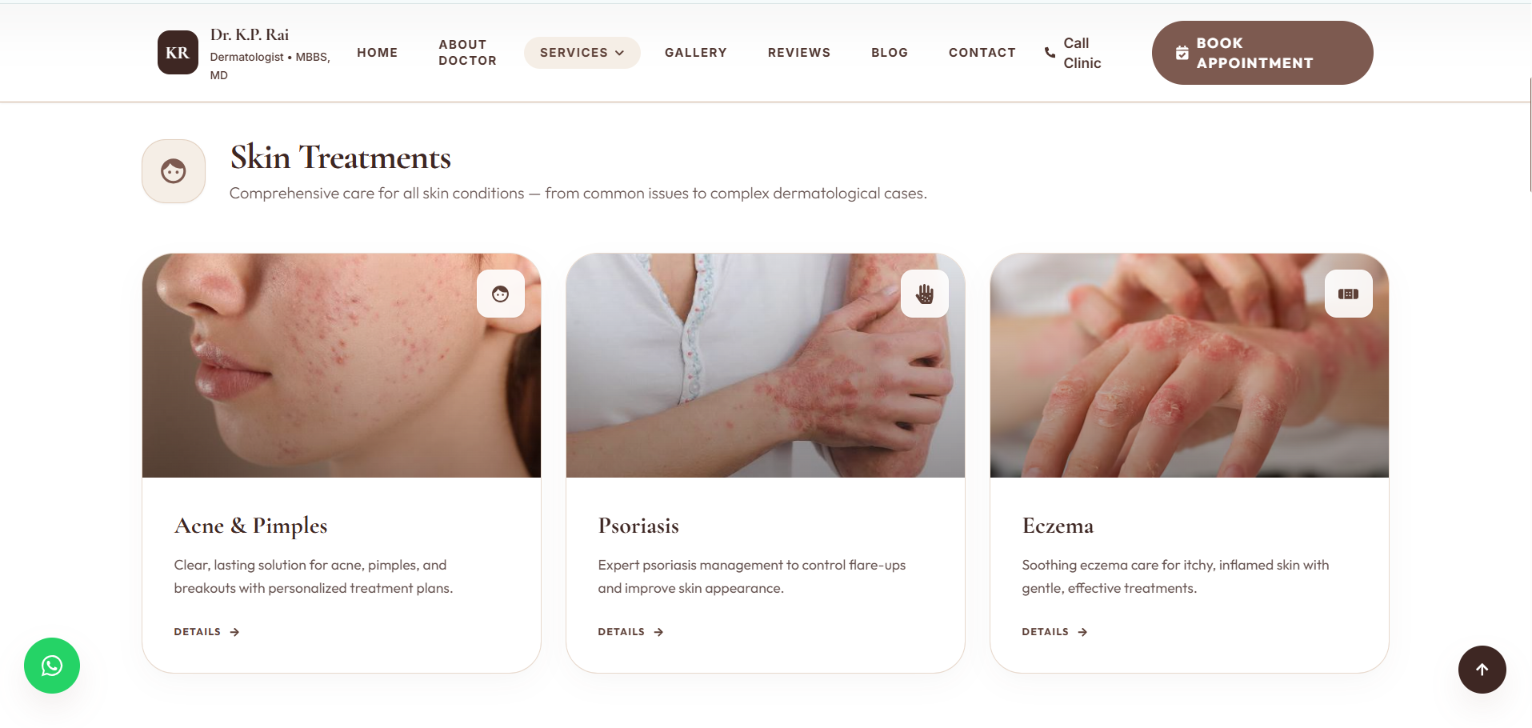 KR
Dr. K.P. Rai
Dermatologist • MBBS,
MD
HOME
ABOUT
DOCTOR
SERVICES
GALLERY
REVIEWS
BLOG
CONTACT
Call
Clinic
BOOK
APPOINTMENT
Skin Treatments
Comprehensive care for all skin conditions — from common issues to complex dermatological cases.
Acne & Pimples
Clear, lasting solution for acne, pimples, and
breakouts with personalized treatment plans.
DETAILS →
Psoriasis
Expert psoriasis management to control flare-ups
and improve skin appearance.
DETAILS →
Eczema
Soothing eczema care for itchy, inflamed skin with
gentle, effective treatments.
DETAILS →